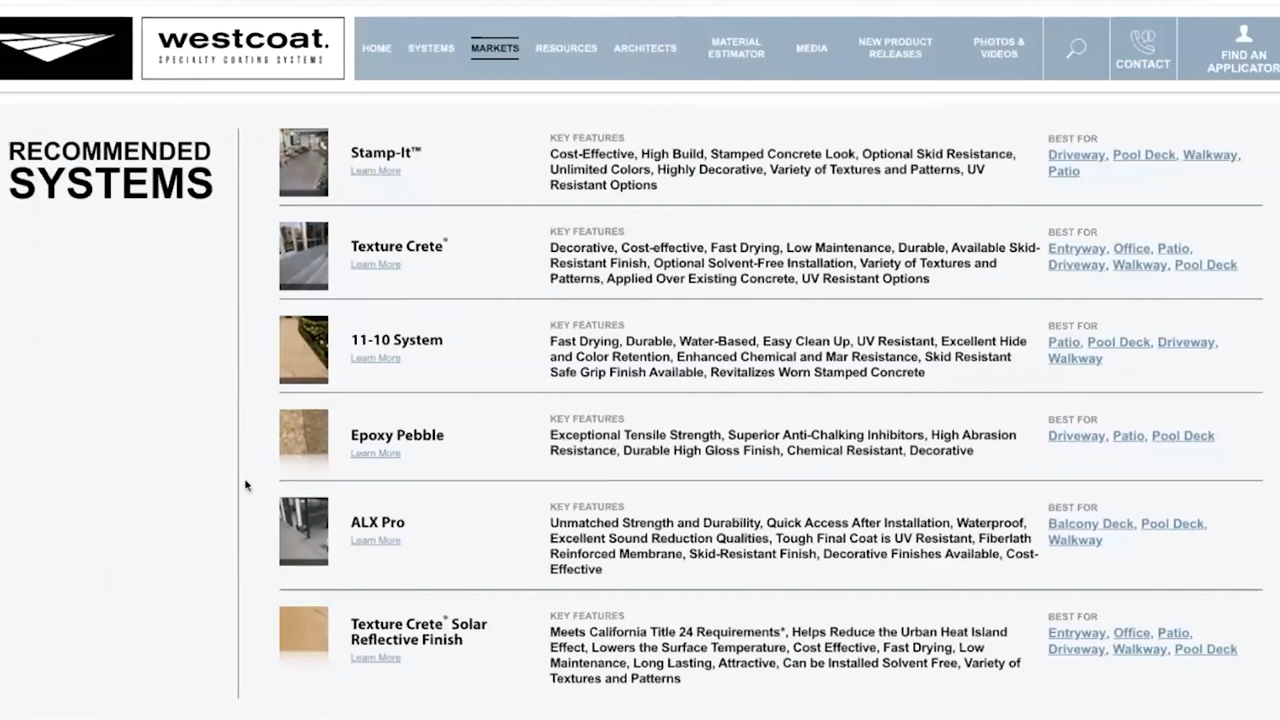 westcoat.
SPECIALTY COATING SYSTEMS
HOME
SYSTEMS
MARKETS
RESOURCES
ARCHITECTS
MATERIAL
ESTIMATOR
MEDIA
NEW PRODUCT
RELEASES
PHOTOS &
VIDEOS
CONTACT
FIND AN
APPLICATOR
RECOMMENDED
SYSTEMS
Stamp-It™
Learn More
KEY FEATURES
Cost-Effective, High Build, Stamped Concrete Look, Optional Skid Resistance,
Unlimited Colors, Highly Decorative, Variety of Textures and Patterns, UV
Resistant Options
BEST FOR
Driveway, Pool Deck, Walkway,
Patio
Texture Crete®
Learn More
KEY FEATURES
Decorative, Cost-effective, Fast Drying, Low Maintenance, Durable, Available Skid-
Resistant Finish, Optional Solvent-Free Installation, Variety of Textures and
Patterns, Applied Over Existing Concrete, UV Resistant Options
BEST FOR
Entryway, Office, Patio,
Driveway, Walkway, Pool Deck
11-10 System
Learn More
KEY FEATURES
Fast Drying, Durable, Water-Based, Easy Clean Up, UV Resistant, Excellent Hide
and Color Retention, Enhanced Chemical and Mar Resistance, Skid Resistant
Safe Grip Finish Available, Revitalizes Worn Stamped Concrete
BEST FOR
Patio, Pool Deck, Driveway,
Walkway
Epoxy Pebble
Learn More
KEY FEATURES
Exceptional Tensile Strength, Superior Anti-Chalking Inhibitors, High Abrasion
Resistance, Durable High Gloss Finish, Chemical Resistant, Decorative
BEST FOR
Driveway, Patio, Pool Deck
ALX Pro
Learn More
KEY FEATURES
Unmatched Strength and Durability, Quick Access After Installation, Waterproof,
Excellent Sound Reduction Qualities, Tough Final Coat is UV Resistant, Fiberlath
Reinforced Membrane, Skid-Resistant Finish, Decorative Finishes Available, Cost-
Effective
BEST FOR
Balcony Deck, Pool Deck,
Walkway
Texture Crete® Solar
Reflective Finish
Learn More
KEY FEATURES
Meets California Title 24 Requirements*, Helps Reduce the Urban Heat Island
Effect, Lowers the Surface Temperature, Cost Effective, Fast Drying, Low
Maintenance, Long Lasting, Attractive, Can be Installed Solvent Free, Variety of
Textures and Patterns
BEST FOR
Entryway, Office, Patio,
Driveway, Walkway, Pool Deck